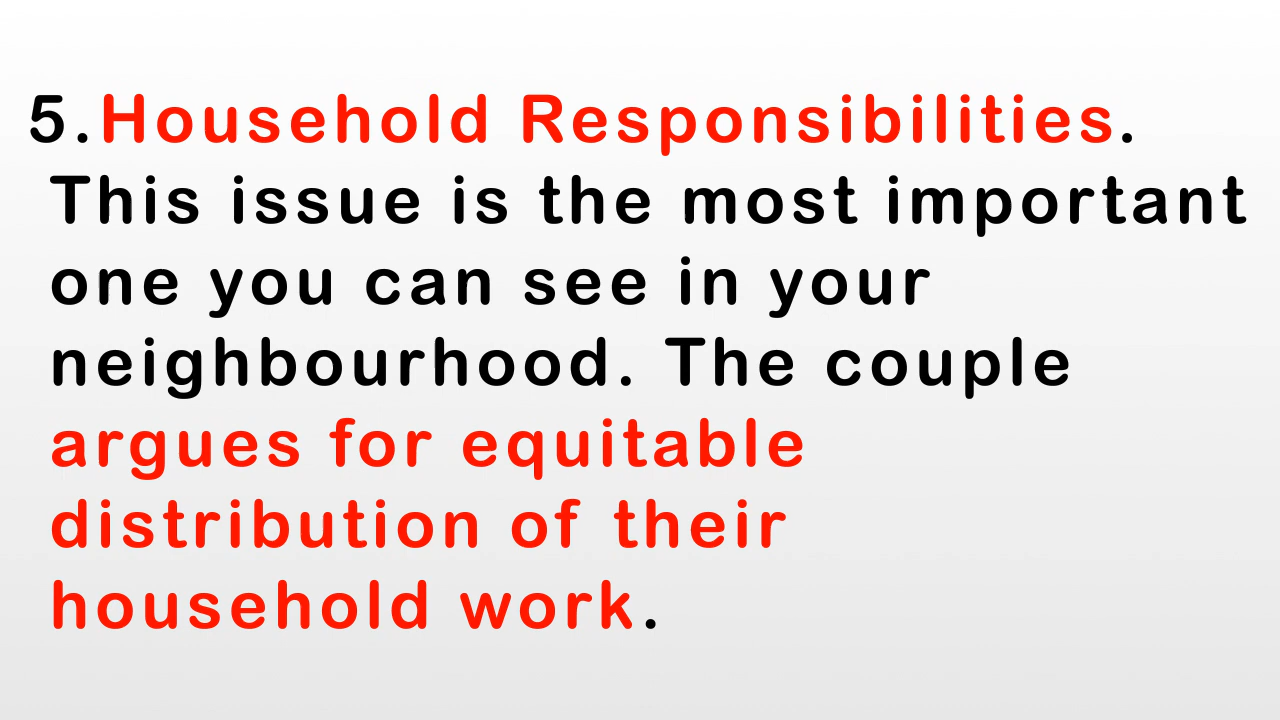 5.Household Responsibilities.
This issue is the most important
one you can see in your
neighbourhood. The couple
argues for equitable
distribution of their
household work.